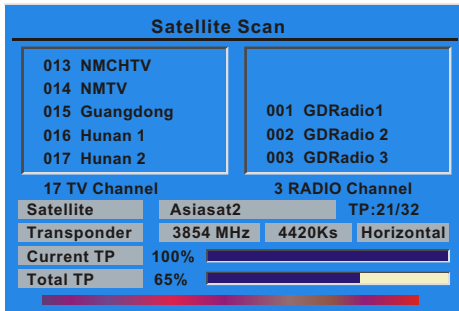 Satellite Scan
013 NMCHTV
014 NMTV
015 Guangdong
016 Hunan 1
017 Hunan 2
001 GDRadio1
002 GDRadio 2
003 GDRadio 3
17 TV Channel
3 RADIO Channel
Satellite Asiasat2 TP:21/32
Transponder 3854 MHz 4420Ks Horizontal
Current TP 100%
Total TP 65%